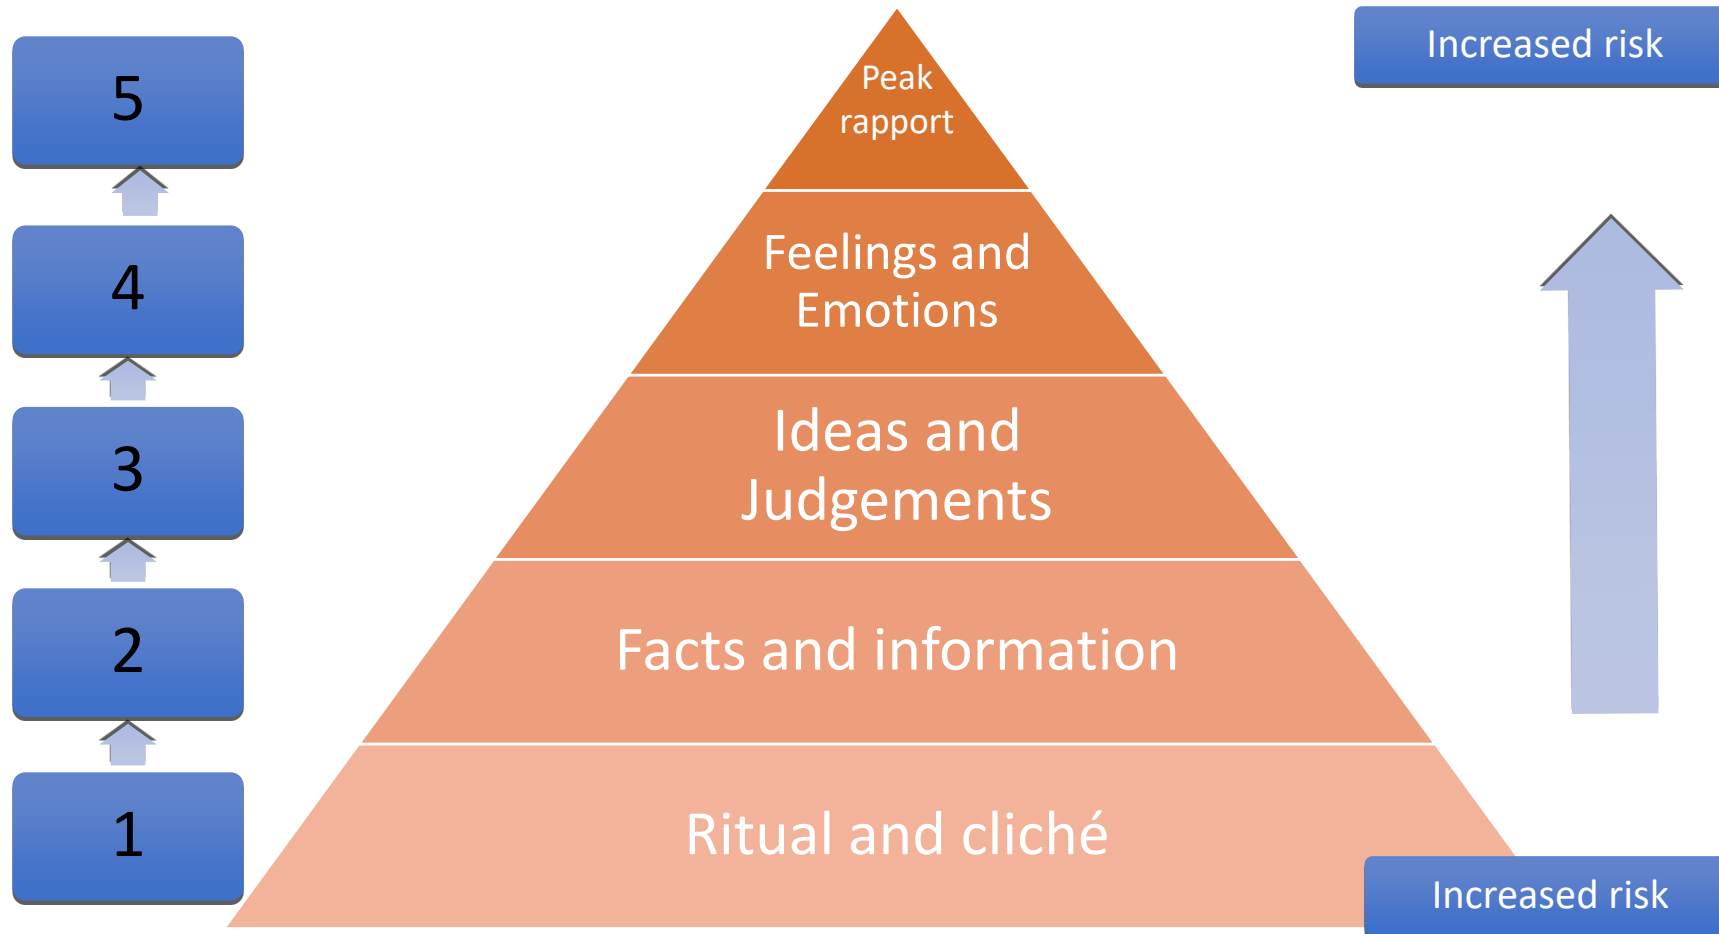 5
4
3
2
1
Peak
rapport
Feelings and
Emotions
Ideas and
Judgements
Facts and information
Ritual and cliché
Increased risk
Increased risk